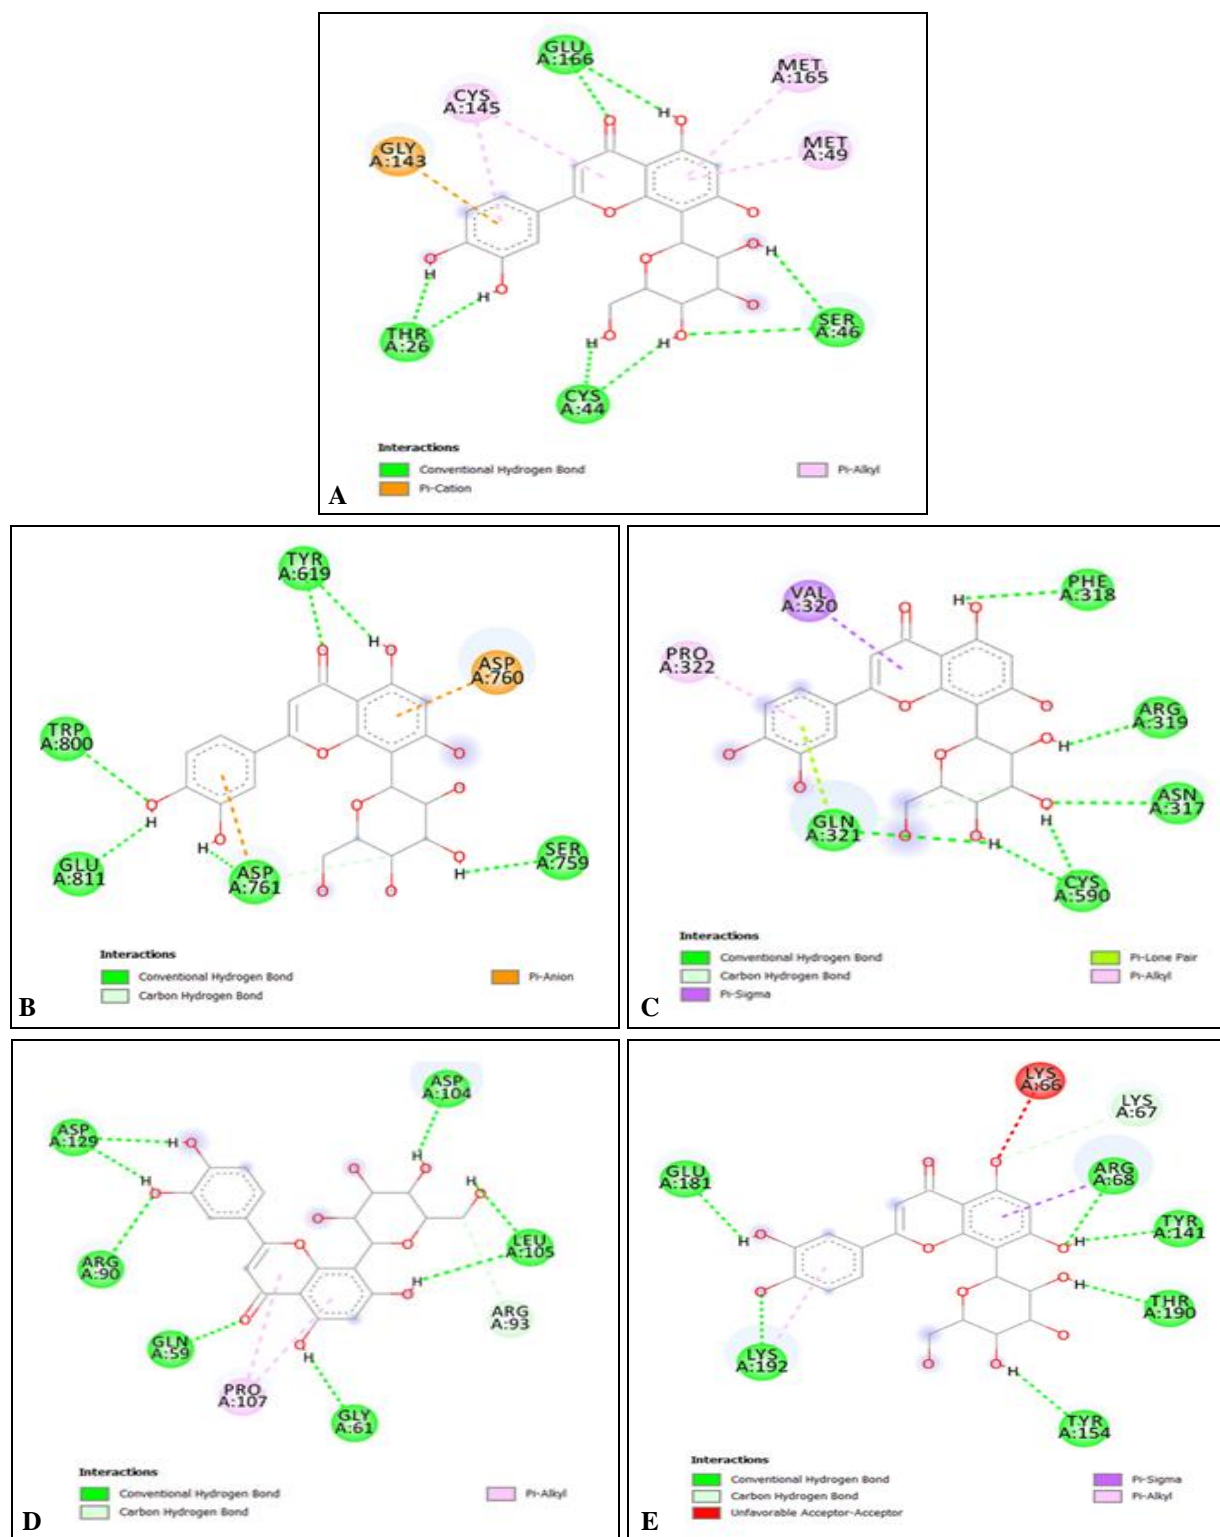 GLU
A:166
MET
A:165
CYS
A:145
MET
A:49
GLY
A:143
H
O
O
O
O
O
H
O
O
H
O
H
O
O
SER
A:46
THR
A:26
O
H
O
H
CYS
A:44
Interactions
Conventional Hydrogen Bond
Pi-Cation
Pi-Alkyl
A
TYR
A:619
H
O
O
ASP
A:760
TRP
A:800
O
O
O
O
O
H
O
H
O
O
H
SER
A:759
GLU
A:811
ASP
A:761
O
O
Interactions
Conventional Hydrogen Bond
Carbon Hydrogen Bond
Pi-Anion
B
VAL
A:320
PHE
A:318
H
O
O
PRO
A:322
O
O
ARG
A:319
O
H
O
O
O
O
H
ASN
A:317
GLN
A:321
O
O
H
CYS
A:590
Interactions
Conventional Hydrogen Bond
Carbon Hydrogen Bond
Pi-Sigma
Pi-Lone Pair
Pi-Alkyl
C
ASP
A:104
ASP
A:129
H
O
H
O
O
O
H
H
O
O
O
O
LEU
A:105
ARG
A:90
H
O
ARG
A:93
O
O
H
GLN
A:59
PRO
A:107
GLY
A:61
Interactions
Conventional Hydrogen Bond
Carbon Hydrogen Bond
Pi-Alkyl
D
LYS
A:66
LYS
A:67
GLU
A:181
O
O
ARG
A:68
H
O
O
O
H
TYR
A:141
O
O
O
H
THR
A:190
O
LYS
A:192
O
O
H
TYR
A:154
Interactions
Conventional Hydrogen Bond
Carbon Hydrogen Bond
Unfavorable Acceptor-Acceptor
Pi-Sigma
Pi-Alkyl
E